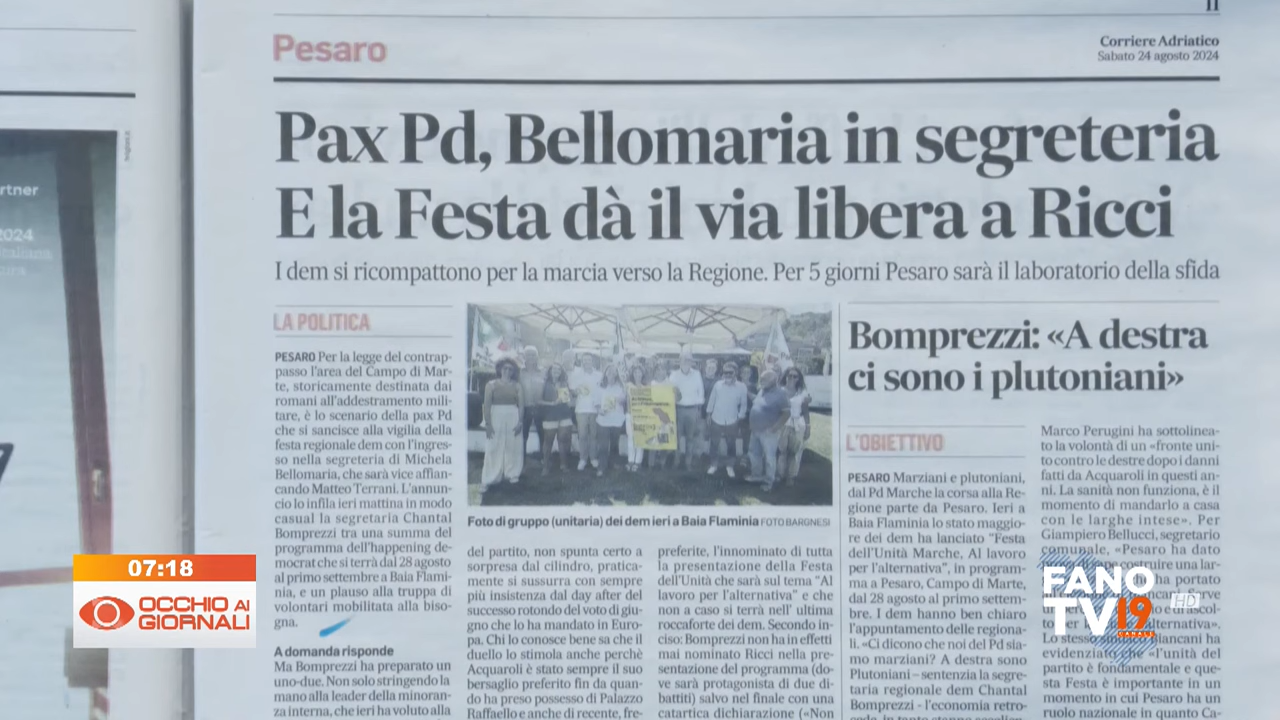 rtner
2024
Pesaro
Corriere Adriatico
Sabato 24 agosto 2024
Pax Pd, Bellomaria in segreteria
E la Festa dà il via libera a Ricci
I dem si ricompattono per la marcia verso la Regione. Per 5 giorni Pesaro sarà il laboratorio della sfida
LA POLITICA
PESARO Per la legge del contrap-
passo l'area del Campo di Mar-
te, storicamente destinata dai
romani all'addestramento mili-
tare, è lo scenario della pax Pd
che si sancisce alla vigilia della
festa regionale dem con l'ingres-
so nella segreteria di Michela
Bellomaria, che sarà vice affian-
cando Matteo Terrani. L'annun-
cio lo infila ieri mattina in modo
casual la segretaria Chantal
Bomprezzi tra una summa del
programma dell'happening de-
mocrat che si terrà dal 28 agosto
al primo settembre a Baia Flami-
nia, e un plauso alla truppa di
volontari mobilitata alla biso-
gna.
A domanda risponde
Ma Bomprezzi ha preparato un
uno-due. Non solo stringendo la
mano alla leader della minoran-
za interna, che ieri ha voluto alla
Foto di gruppo (unitaria) dei dem ieri a Baia Flaminia FOTO BARGNESI
del partito, non spunta certo a
sorpresa dal cilindro, pratica-
mente si sussurra con sempre
più insistenza dal day after del
successo rotondo del voto di giu-
gno che lo ha mandato in Euro-
pa. Chi lo conosce bene sa che il
duello lo stimola anche perchè
Acquaroli è stato sempre il suo
bersaglio preferito fin da quan-
do ha preso possesso di Palazzo
Raffaello e anche di recente, fre-
preferite, l'innominato di tutta
la presentazione della Festa
dell'Unità che sarà sul tema "Al
lavoro per l'alternativa" e che
non a caso si terrà nell' ultima
roccaforte dei dem. Secondo in-
ciso: Bomprezzi non ha in effetti
mai nominato Ricci nella pre-
sentazione del programma (do-
ve sarà protagonista di due di-
battiti) salvo nel finale con una
catartica dichiarazione («Non
Bomprezzi: «A destra
ci sono i plutoniani»
L'OBIETTIVO
PESARO Marziani e plutoniani,
dal Pd Marche la corsa alla Re-
gione parte da Pesaro. Ieri a
Baia Flaminia lo stato maggio-
re dei dem ha lanciato "Festa
dell'Unità Marche, Al lavoro
per l'alternativa", in program-
ma a Pesaro, Campo di Marte,
dal 28 agosto al primo settem-
bre. I dem hanno ben chiaro
l'appuntamento delle regiona-
li. «Ci dicono che noi del Pd sia-
mo marziani? A destra sono
Plutoniani – sentenzia la segre-
taria regionale dem Chantal
Bomprezzi - l'economia retro-
Marco Perugini ha sottolinea-
to la volontà di un «fronte uni-
to contro le destre dopo i danni
fatti da Acquaroli in questi an-
ni. La sanità non funziona, è il
momento di mandarlo a casa
con le larghe intese». Per
Giampiero Bellucci, segretario
«Pesaro ha dato
una lar-
ha portato
alternativa».
Lo stesso sindaco Biancani ha
evidenziato che «l'unità del
partito è fondamentale e que-
sta Festa è importante in un
momento in cui Pesaro ha un
ruolo nazionale in quanto Ca-
07:18
OCCHIO AI
GIORNALI
FANO
TV 19
CANALE
HD